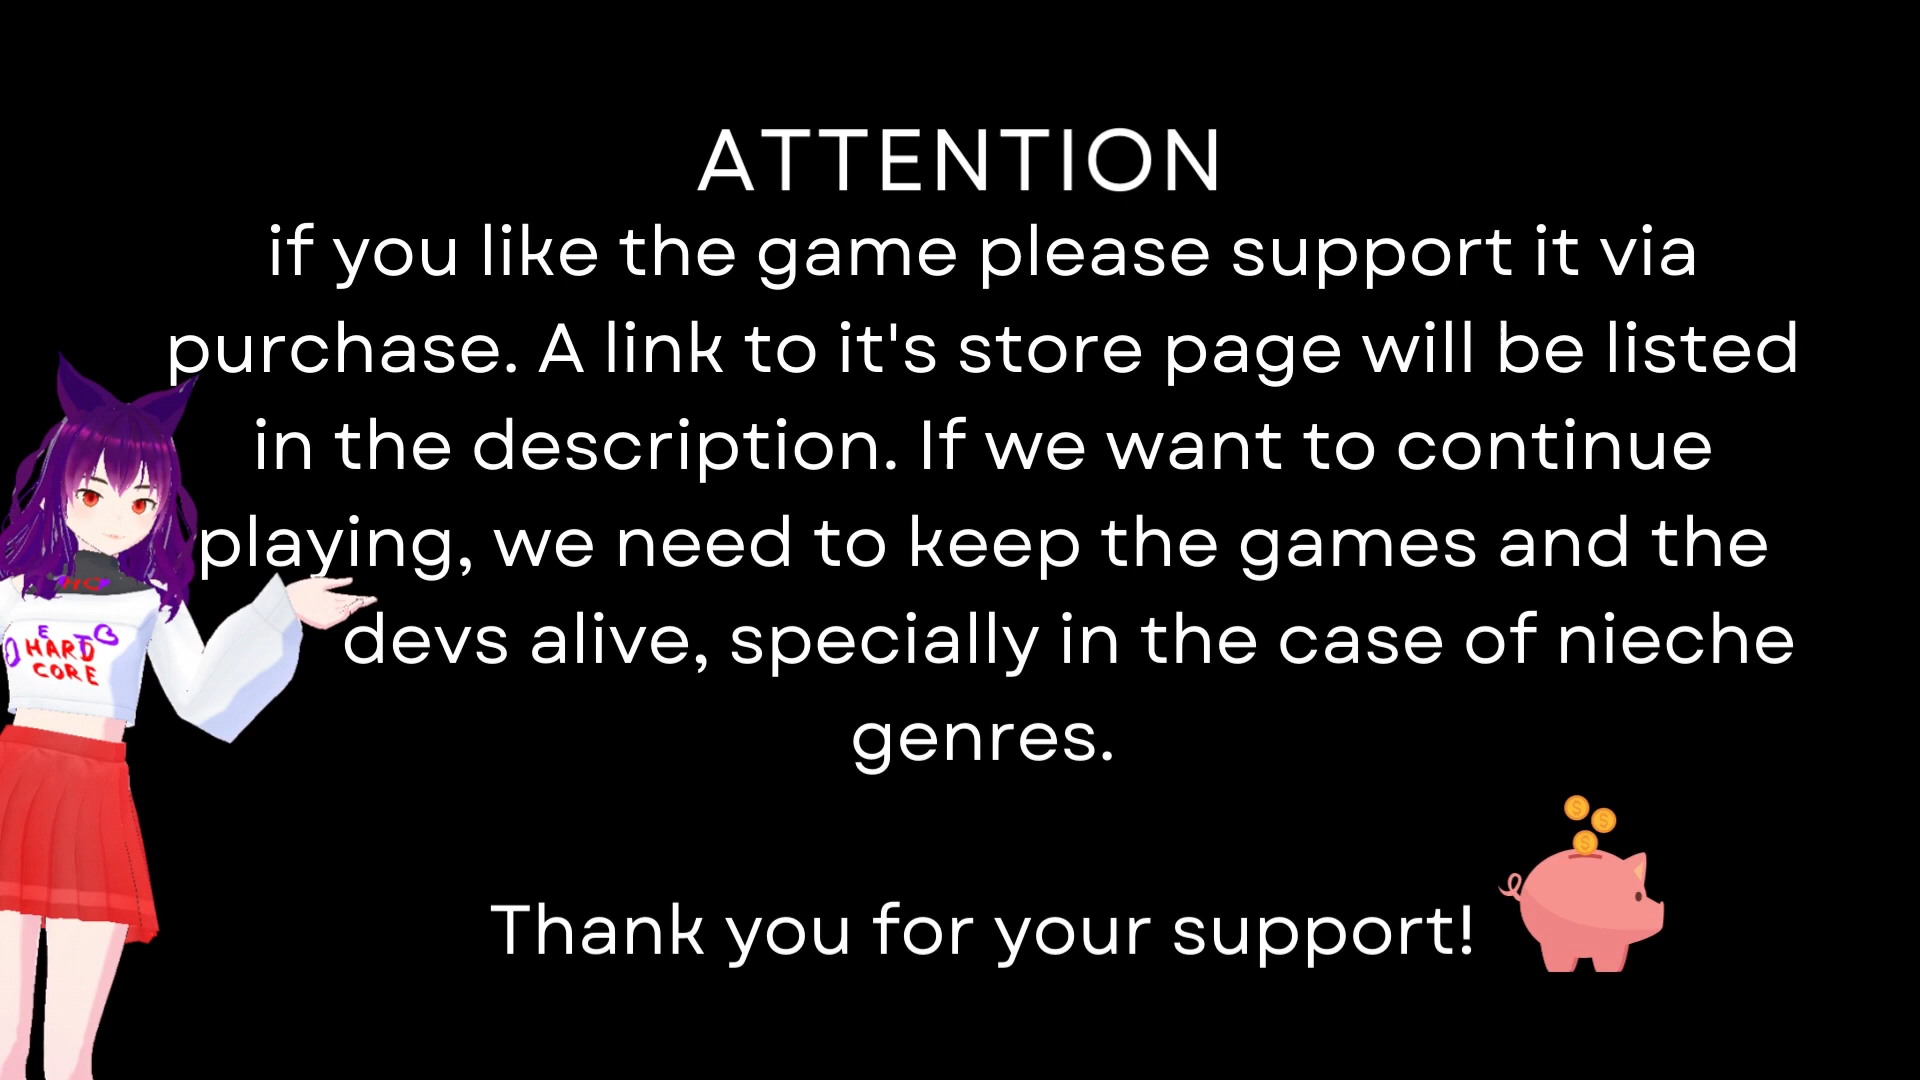 ATTENTION
if you like the game please support it via
purchase. A link to it's store page will be listed
in the description. If we want to continue
playing, we need to keep the games and the
devs alive, specially in the case of nieche
genres.
Thank you for your support!
HC
HARD
CORE